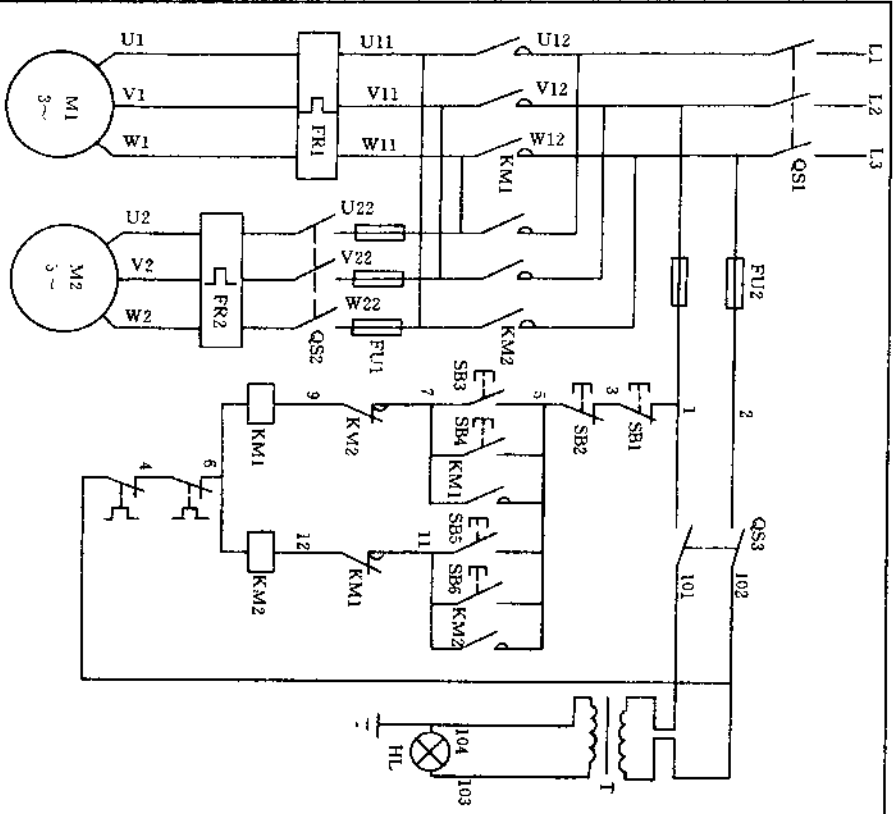 L1
L2
L3
QS1
U12
V12
W12
KM1
U11
V11
W11
FR1
U1
V1
W1
M1
3~
KM2
U22
V22
W22
FU1
QS2
FR2
U2
V2
W2
M2
3~
FU2
1
2
QS3
101
102
SB1
3
SB2
5
SB3
SB4
KM1
7
KM2
9
KM1
SB5
SB6
KM2
11
KM1
12
KM2
6
4
T
103
104
HL